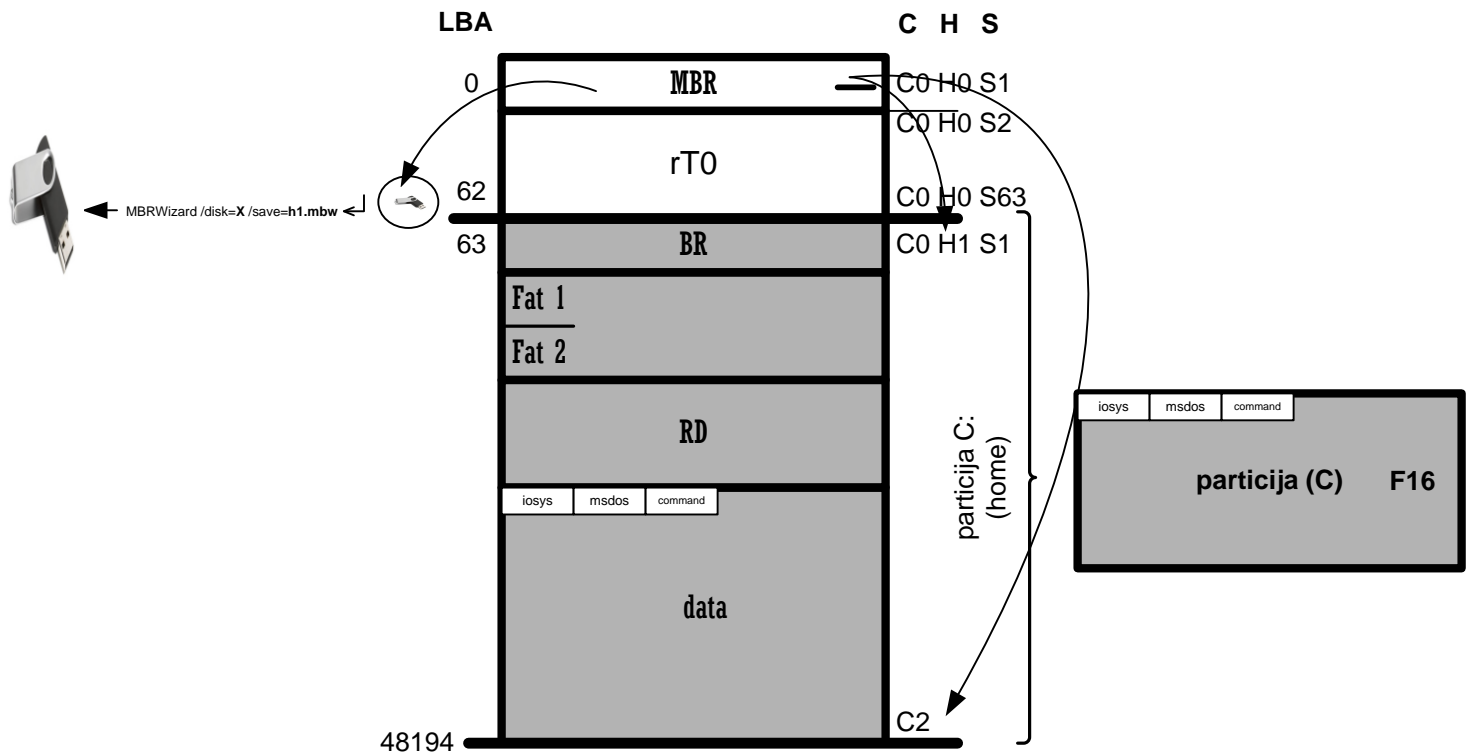 LBA
C H S
0
MBR
C0 H0 S1
C0 H0 S2
rT0
62
C0 H0 S63
MBRWizard /disk=X /save=h1.mbw
63
BR
C0 H1 S1
Fat 1
Fat 2
RD
particija C:
(home)
iosys msdos command
particija (C) F16
iosys msdos command
data
C2
48194